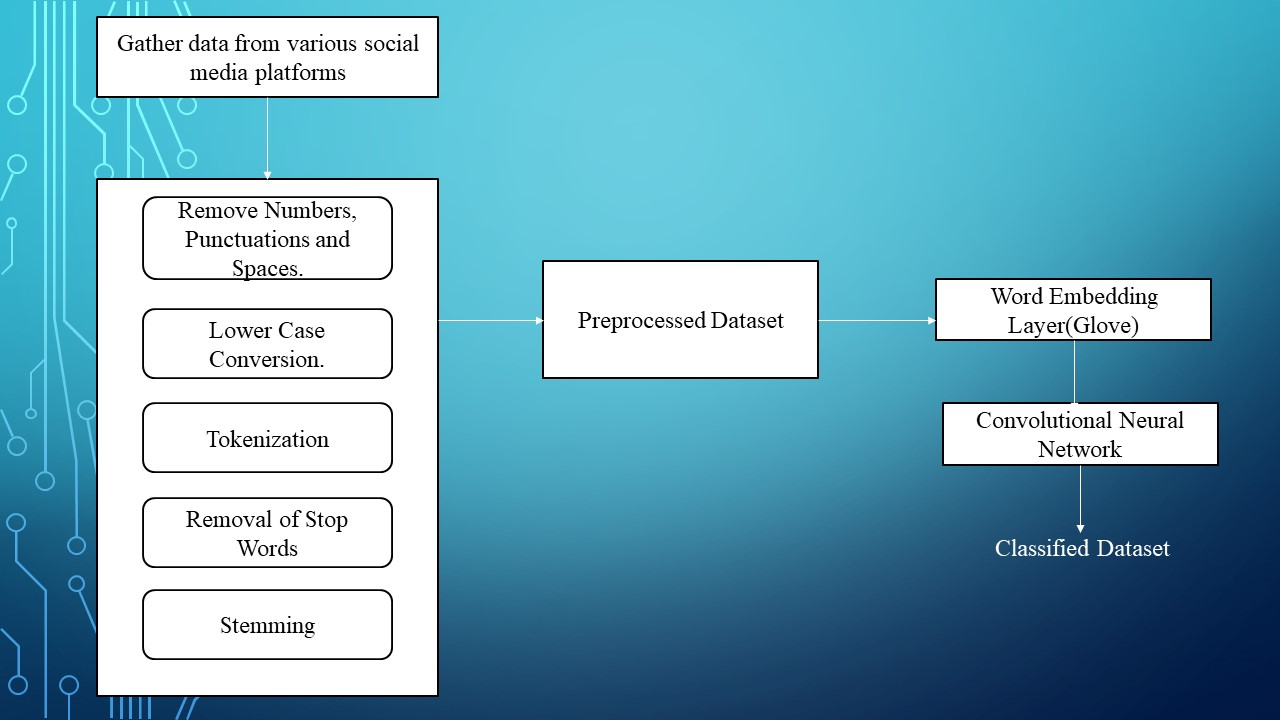 Gather data from various social
media platforms
Remove Numbers,
Punctuations and
Spaces.
Lower Case
Conversion.
Tokenization
Removal of Stop
Words
Stemming
Preprocessed Dataset
Word Embedding
Layer(Glove)
Convolutional Neural
Network
Classified Dataset